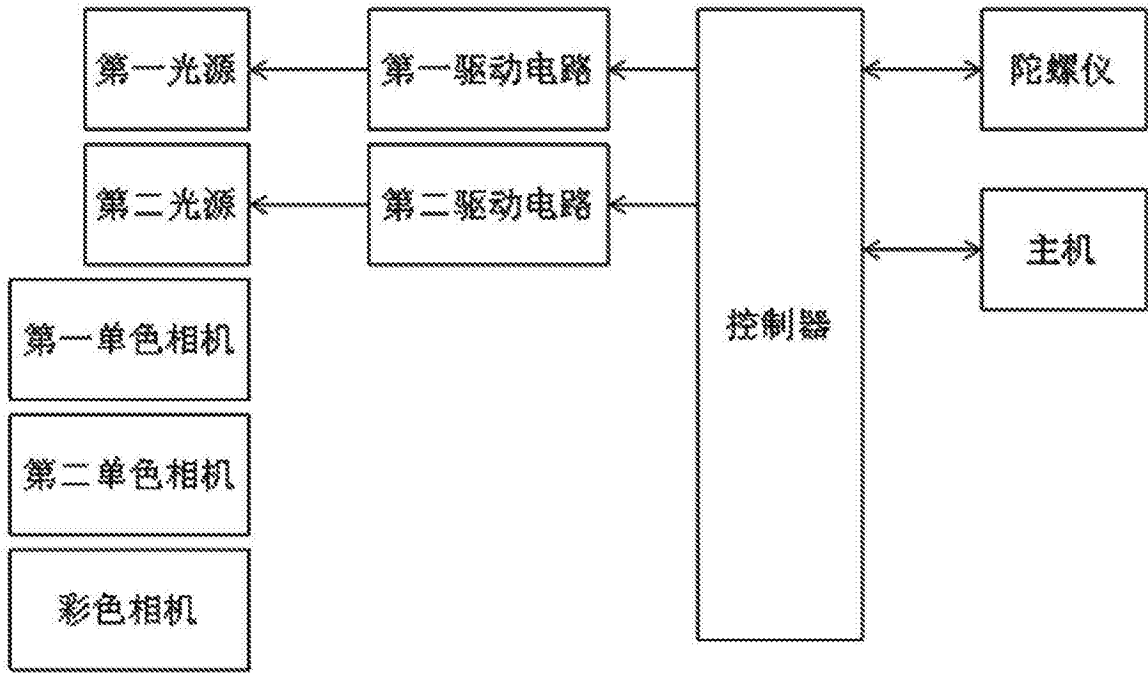 第一光源
第一驱动电路
陀螺仪
第二光源
第二驱动电路
主机
控制器
第一单色相机
第二单色相机
彩色相机